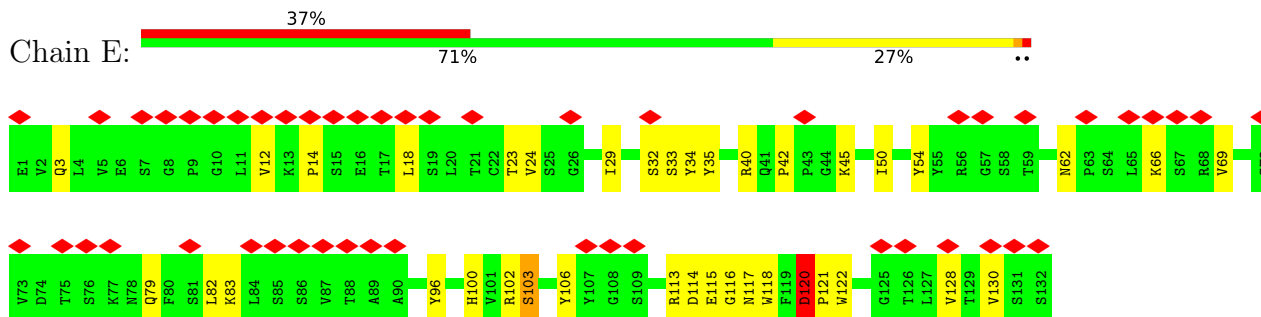 37%
Chain E:
71% 27% ••
E1 V2 Q3 L4 V5 E6 S7 G8 P9 G10 L11 V12 K13 P14 S15 E16 T17 L18 S19 L20 T21 C22 T23 V24 S25 G26 I29 S32 S33 Y34 Y35 R40 Q41 P42 P43 G44 K45 I50 Y54 Y55 R56 G57 S58 T59 N62 P63 S64 L65 K66 S67 R68 V69
V73 D74 T75 S76 K77 N78 Q79 F80 S81 L82 K83 L84 S85 S86 V87 T88 A89 A90 Y96 H100 V101 R102 S103 Y106 Y107 G108 S109 R113 D114 E115 G116 N117 W118 F119 D120 P121 W122 G125 T126 L127 V128 T129 V130 S131 S132